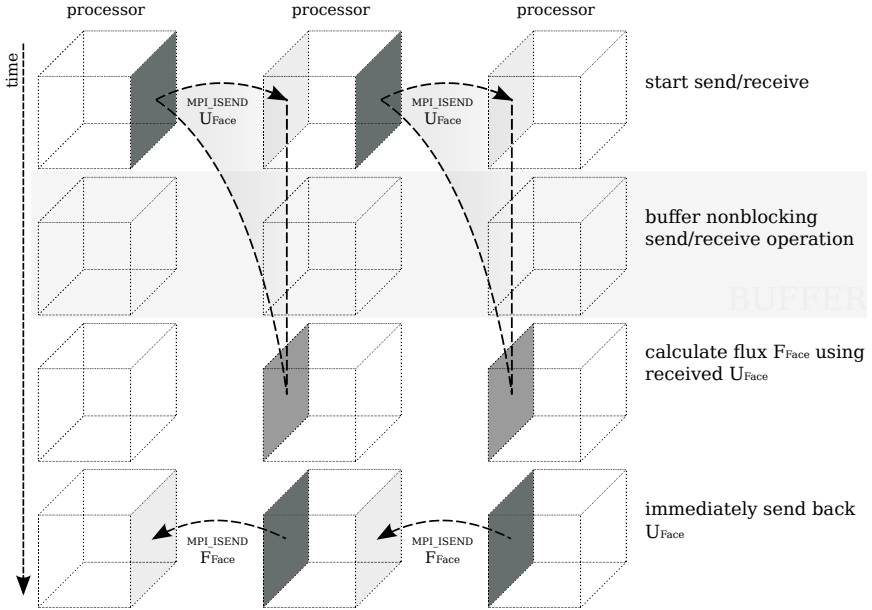 processor
processor
processor
time
start send/receive
MPI_ISEND
UFace
MPI_ISEND
UFace
buffer nonblocking
send/receive operation
BUFFER
calculate flux FFace using
received UFace
immediately send back
UFace
MPI_ISEND
FFace
MPI_ISEND
FFace